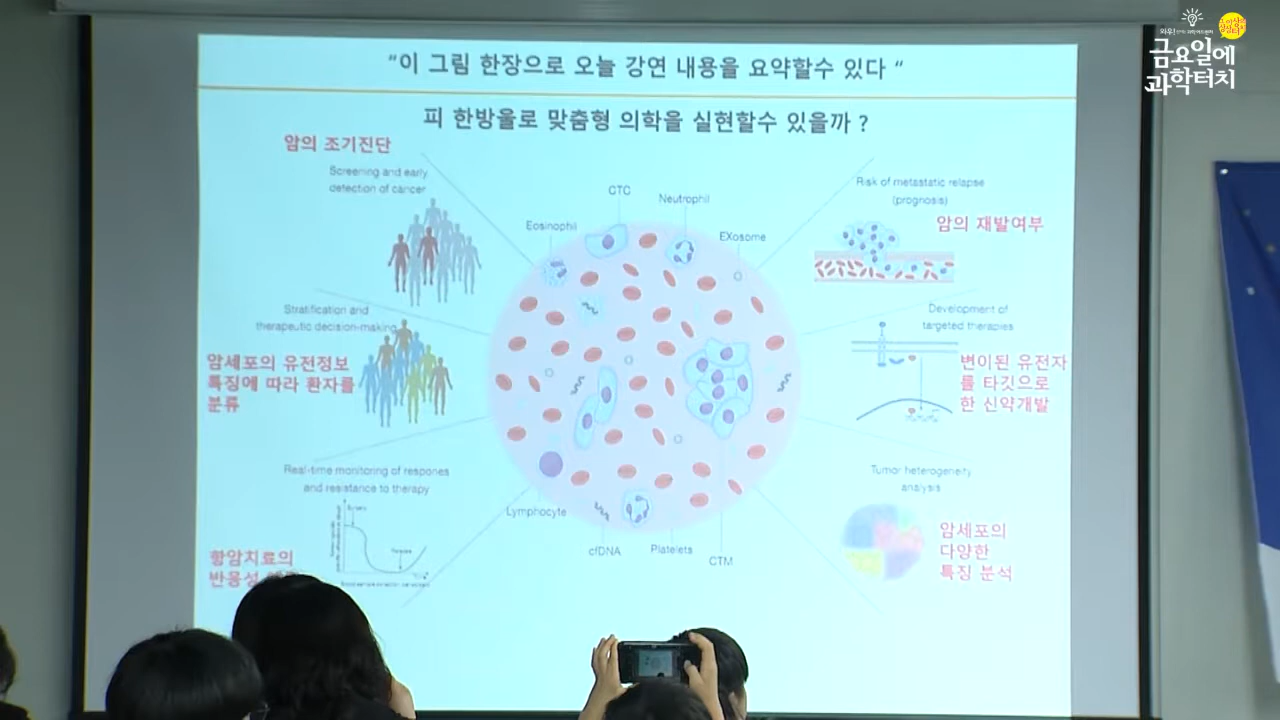 "이 그림 한장으로 오늘 강연 내용을 요약할수 있다 "
피 한방울로 맞춤형 의학을 실현할수 있을까 ?
암의 조기진단
Screening and early
detection of cancer
Stratification and
therapeutic decision-making
암세포의 유전정보
특징에 따라 환자를
분류
Real-time monitoring of respones
and resistance to therapy
항암치료의
반응성
CTC
Neutrophil
Eosinophil
EXosome
Lymphocyte
cfDNA
Platelets
CTM
Risk of metastatic relapse
(prognosis)
암의 재발여부
Development of
targeted therapies
변이된 유전자
를 타깃으로
한 신약개발
Tumor heterogeneity
analysis
암세포의
다양한
특징 분석
금요일에
과학터치